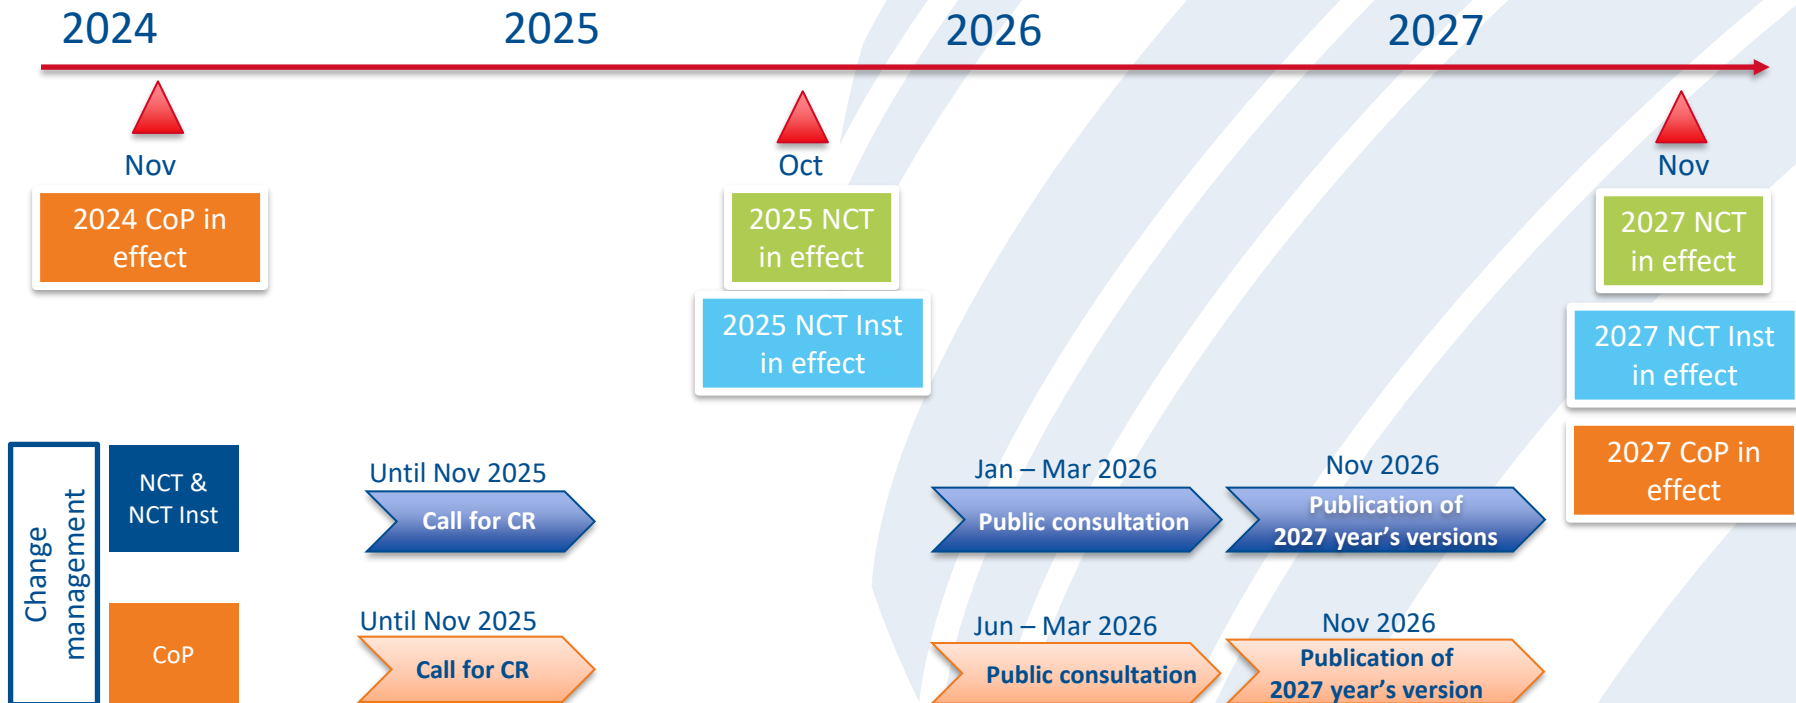 2024
2025
2026
2027
Nov
Oct
Nov
2024 CoP in
effect
2025 NCT
in effect
2027 NCT
in effect
2025 NCT Inst
in effect
2027 NCT Inst
in effect
2027 CoP in
effect
Change
management
NCT &
NCT Inst
Until Nov 2025
Call for CR
Jan – Mar 2026
Public consultation
Nov 2026
Publication of
2027 year's versions
CoP
Until Nov 2025
Call for CR
Jun – Mar 2026
Public consultation
Nov 2026
Publication of
2027 year's version